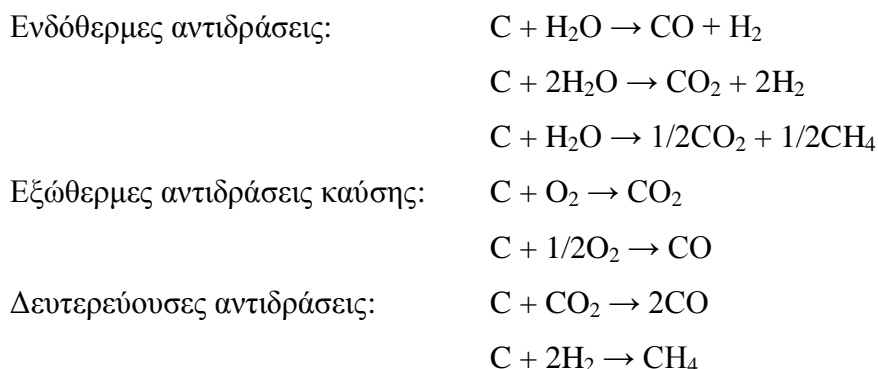 Ενδόθερμες αντιδράσεις: C + H₂O → CO + H₂
C + 2H₂O → CO₂ + 2H₂
C + H₂O → 1/2CO₂ + 1/2CH₄
Εξώθερμες αντιδράσεις καύσης: C + O₂ → CO₂
C + 1/2O₂ → CO
Δευτερεύουσες αντιδράσεις: C + CO₂ → 2CO
C + 2H₂ → CH₄